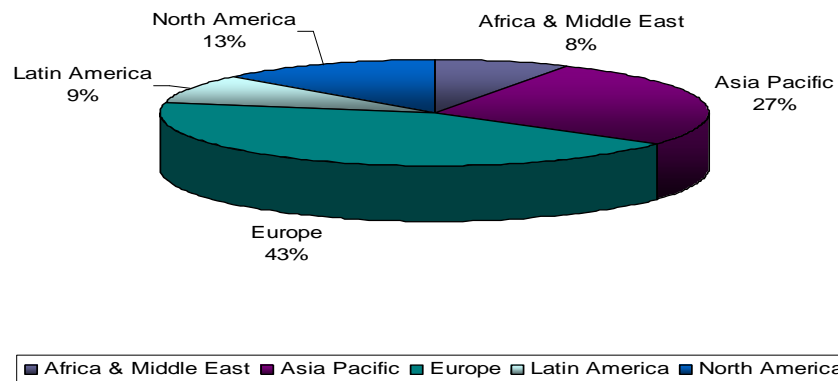 North America
13%
Africa & Middle East
8%
Latin America
9%
Asia Pacific
27%
Europe
43%
Africa & Middle East Asia Pacific Europe Latin America North America